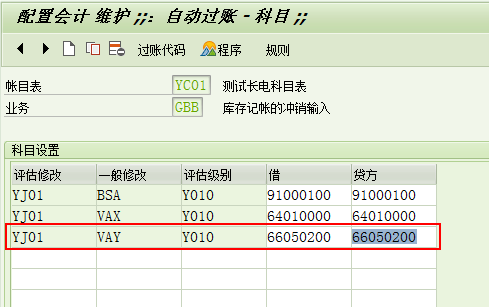 配置会计 维护 ;; : 自动过账 - 科目
过账代码 程序 规则
帐目表 YC01 测试长电科目表
业务 GBB 库存记帐的冲销输入
科目设置
评估修改 一般修改 评估级别 借 贷方
YJ01 BSA Y010 91000100 91000100
YJ01 VAX Y010 64010000 64010000
YJ01 VAY Y010 66050200 66050200